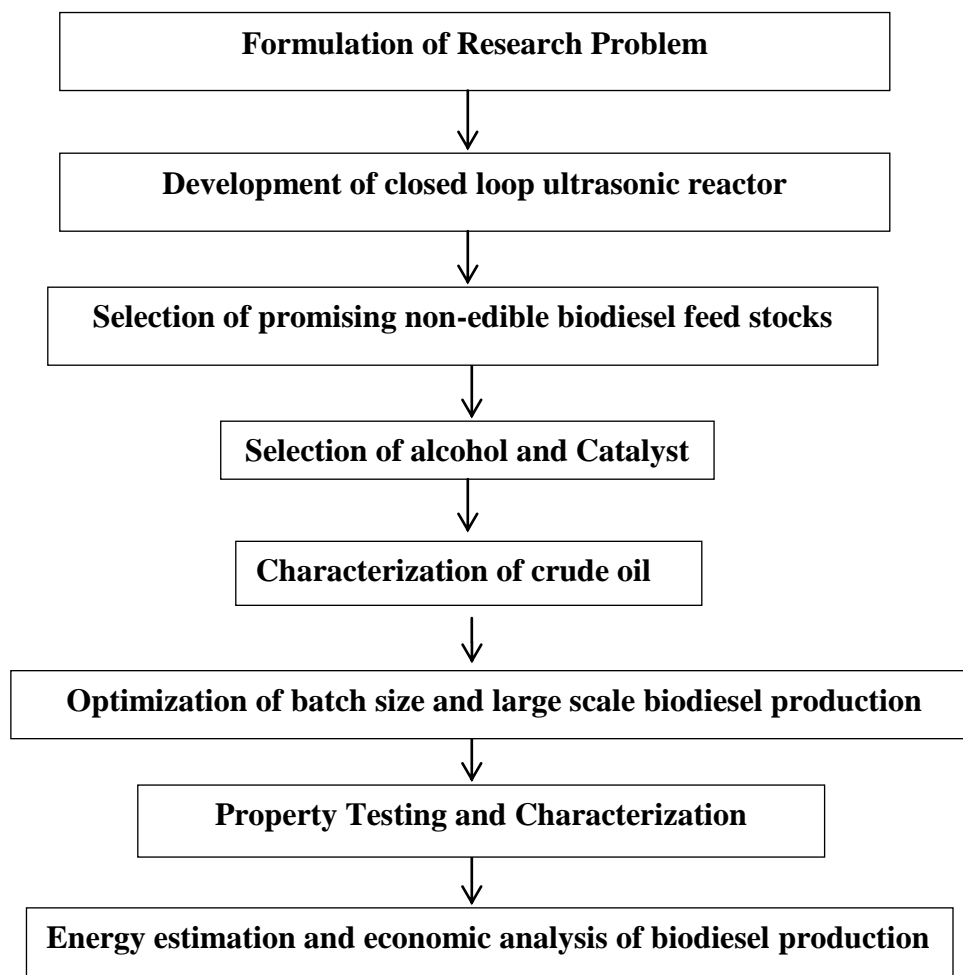 Formulation of Research Problem
Development of closed loop ultrasonic reactor
Selection of promising non-edible biodiesel feed stocks
Selection of alcohol and Catalyst
Characterization of crude oil
Optimization of batch size and large scale biodiesel production
Property Testing and Characterization
Energy estimation and economic analysis of biodiesel production